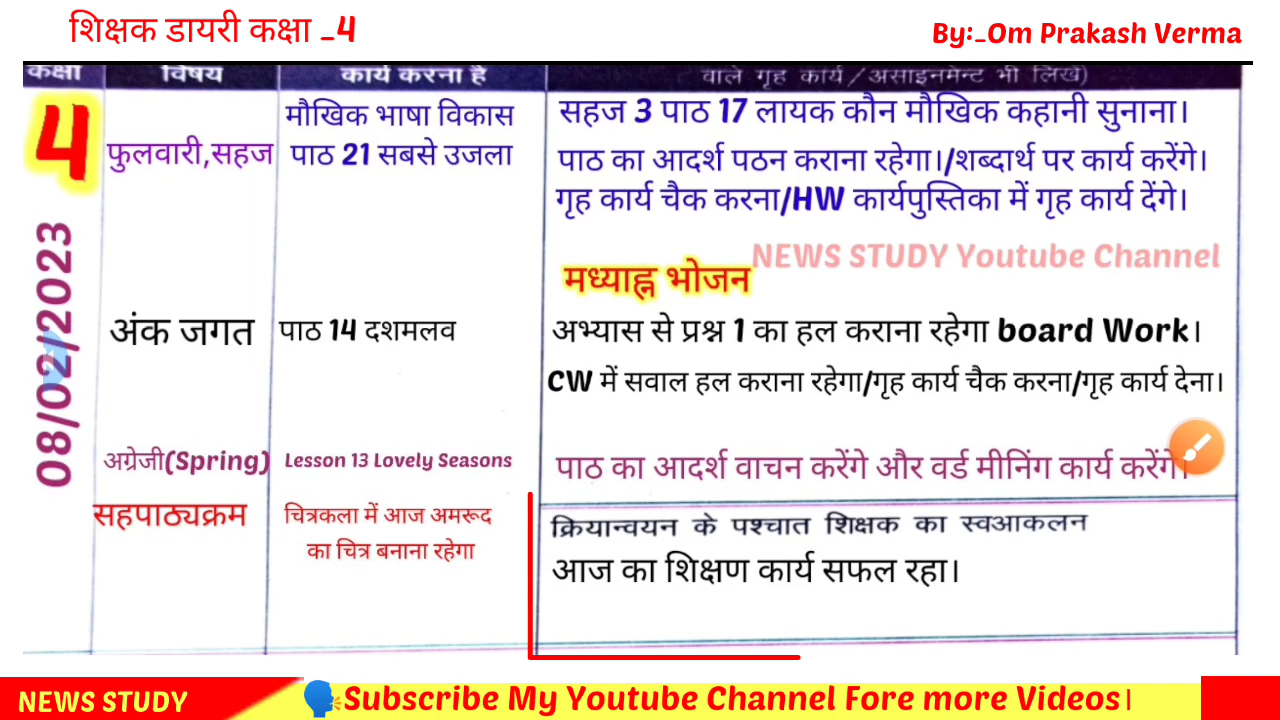 शिक्षक डायरी कक्षा -4
By:-Om Prakash Verma
कक्षा विषय कार्य करना है वाले गृह कार्य / असाइनमेन्ट भी लिखें)
4
08/02/2023
फुलवारी,सहज
मौखिक भाषा विकास
पाठ 21 सबसे उजला
सहज 3 पाठ 17 लायक कौन मौखिक कहानी सुनाना।
पाठ का आदर्श पठन कराना रहेगा।/शब्दार्थ पर कार्य करेंगे।
गृह कार्य चैक करना/HW कार्यपुस्तिका में गृह कार्य देंगे।
NEWS STUDY Youtube Channel
मध्याह्न भोजन
अंक जगत
पाठ 14 दशमलव
अभ्यास से प्रश्न 1 का हल कराना रहेगा board Work।
CW में सवाल हल कराना रहेगा/गृह कार्य चैक करना/गृह कार्य देना।
अग्रेजी(Spring)
Lesson 13 Lovely Seasons
पाठ का आदर्श वाचन करेंगे और वर्ड मीनिंग कार्य करेंगे।
सहपाठ्यक्रम
चित्रकला में आज अमरूद
का चित्र बनाना रहेगा
क्रियान्वयन के पश्चात शिक्षक का स्वआकलन
आज का शिक्षण कार्य सफल रहा।
NEWS STUDY
Subscribe My Youtube Channel Fore more Videos।